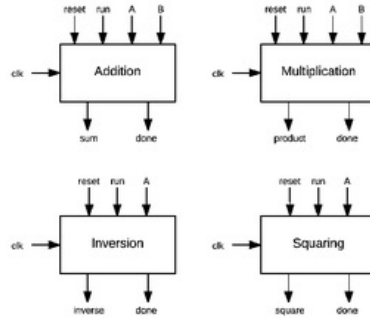 reset run A B
clk Addition
sum done
reset run A B
clk Multiplication
product done
reset run A
clk Inversion
inverse done
reset run A
clk Squaring
square done